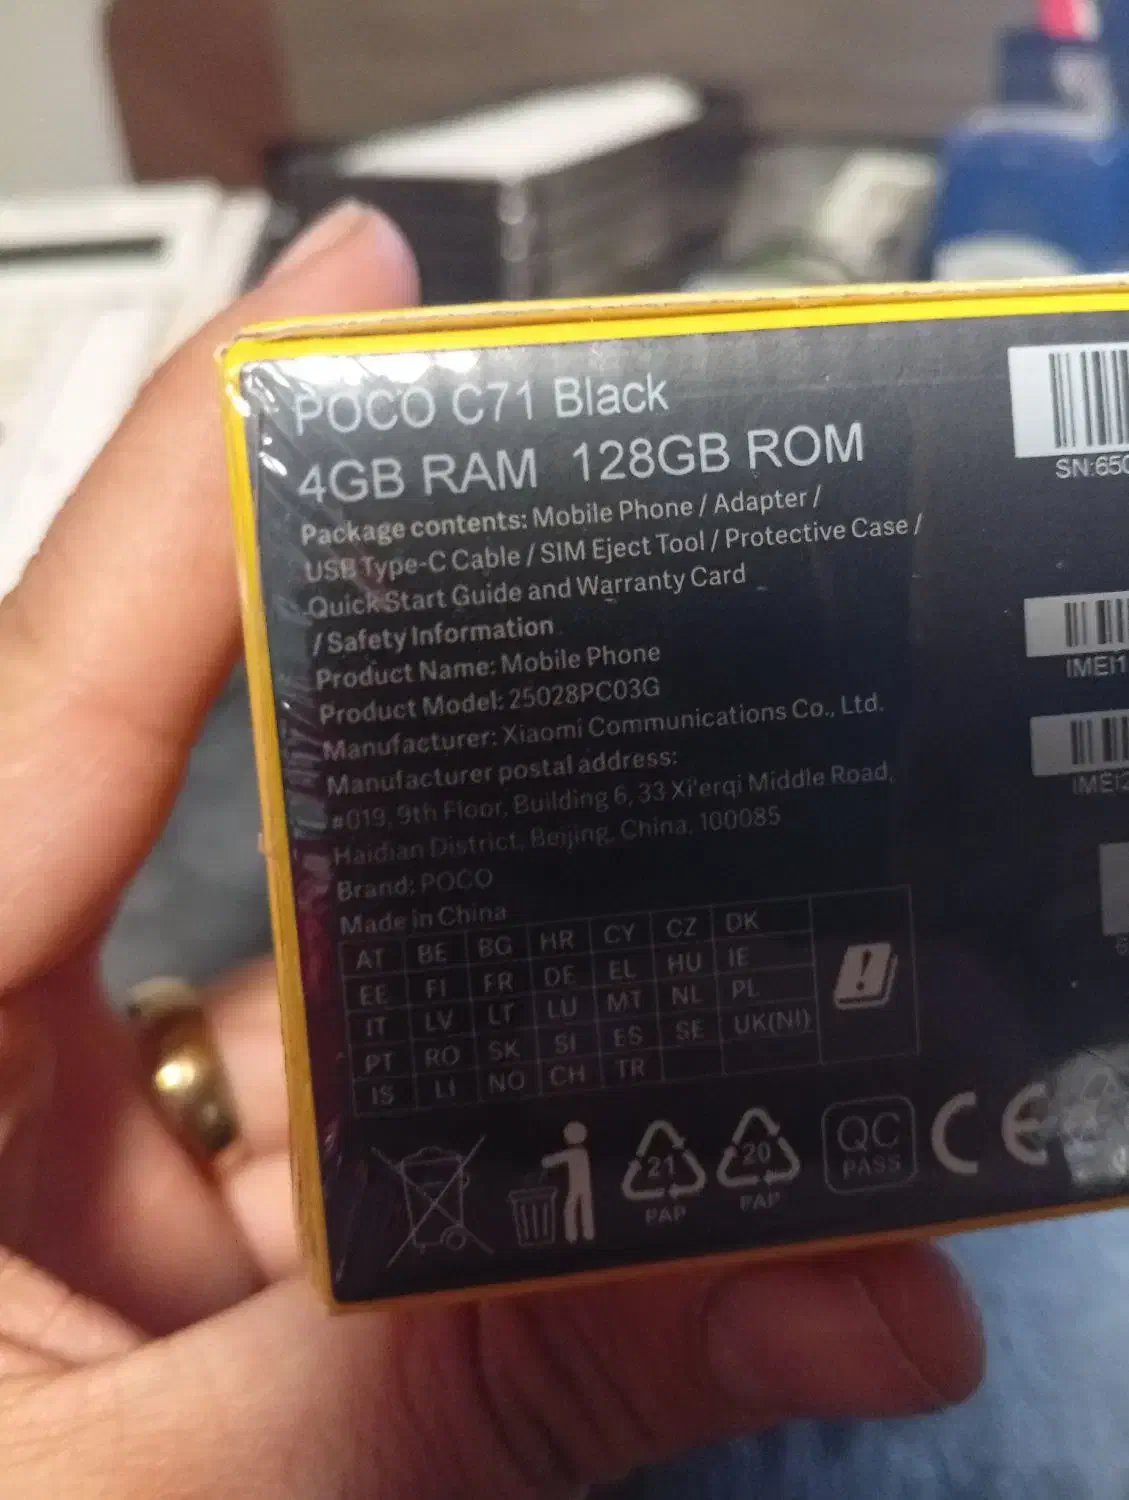 POCO C71 Black
4GB RAM 128GB ROM
Package contents: Mobile Phone / Adapter /
USB Type-C Cable / SIM Eject Tool / Protective Case /
Quick Start Guide and Warranty Card
/ Safety Information
Product Name: Mobile Phone
Product Model: 25028PC03G
Manufacturer: Xiaomi Communications Co., Ltd.
Manufacturer postal address:
#019, 9th Floor, Building 6, 33 Xi'erqi Middle Road,
Haidian District, Beijing, China, 100085
Brand: POCO
Made in China
AT BE BG HR CY CZ DK
EE FI FR DE EL HU IE
IT LV LT LU MT NL PL
PT RO SK SI ES SE UK(NI)
IS LI NO CH TR
21
PAP
20
PAP
QC
PASS
CE
SN:650
IMEI1
IMEI2